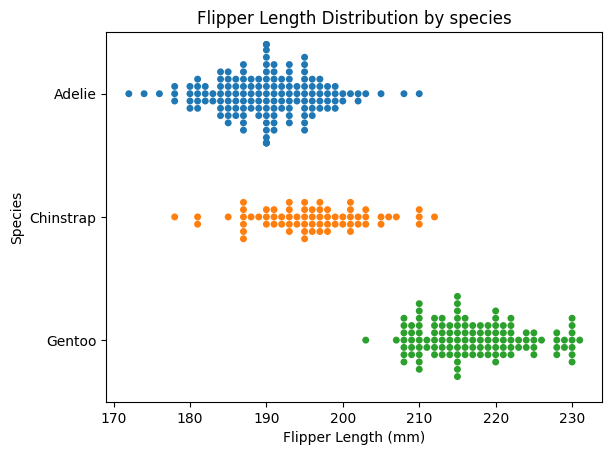 Flipper Length Distribution by species
Species
Adelie
Chinstrap
Gentoo
170 180 190 200 210 220 230
Flipper Length (mm)